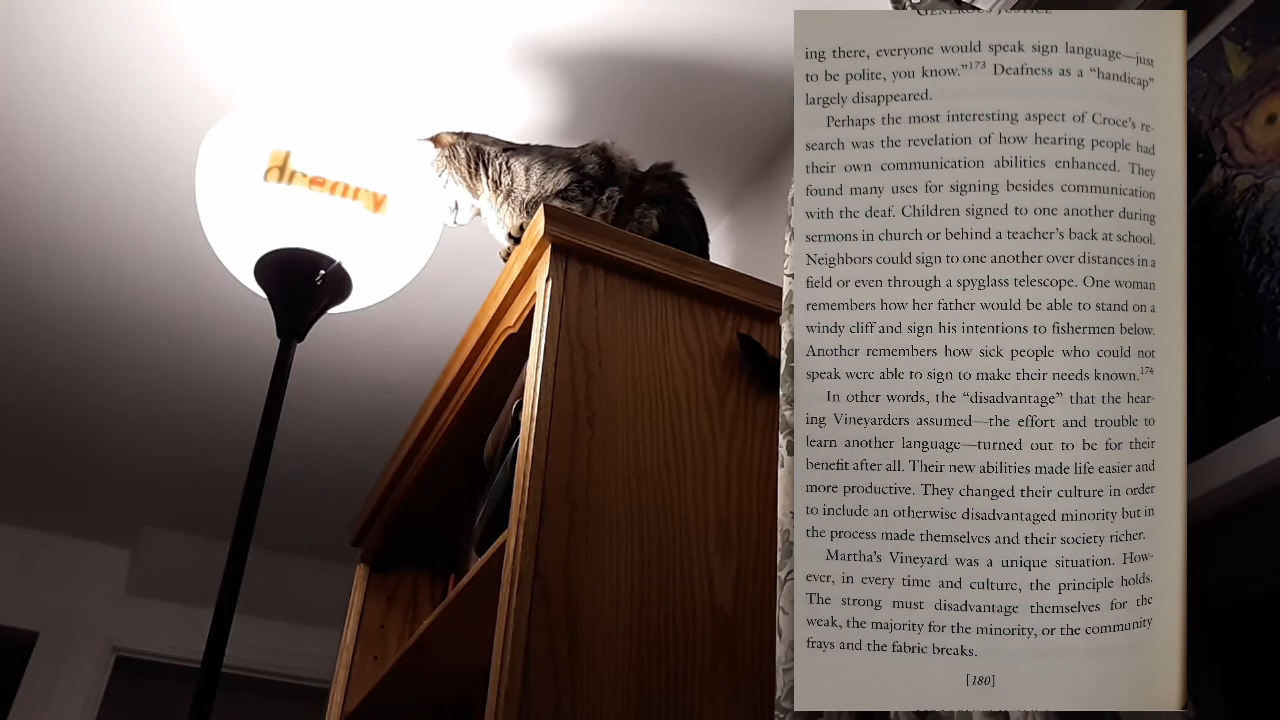 dreary
GENEROUS JUSTICE
ing there, everyone would speak sign language—just
to be polite, you know.”173 Deafness as a “handicap”
largely disappeared.
Perhaps the most interesting aspect of Croce’s re-
search was the revelation of how hearing people had
their own communication abilities enhanced. They
found many uses for signing besides communication
with the deaf. Children signed to one another during
sermons in church or behind a teacher’s back at school.
Neighbors could sign to one another over distances in a
field or even through a spyglass telescope. One woman
remembers how her father would be able to stand on a
windy cliff and sign his intentions to fishermen below.
Another remembers how sick people who could not
speak were able to sign to make their needs known.174
In other words, the “disadvantage” that the hear-
ing Vineyarders assumed—the effort and trouble to
learn another language—turned out to be for their
benefit after all. Their new abilities made life easier and
more productive. They changed their culture in order
to include an otherwise disadvantaged minority but in
the process made themselves and their society richer.
Martha’s Vineyard was a unique situation. How-
ever, in every time and culture, the principle holds.
The strong must disadvantage themselves for the
weak, the majority for the minority, or the community
frays and the fabric breaks.
[180]